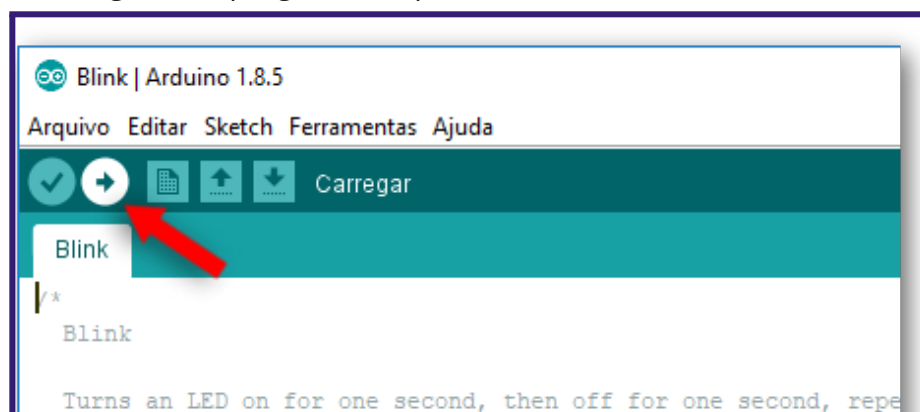 Blink | Arduino 1.8.5
Arquivo Editar Sketch Ferramentas Ajuda
Carregar
Blink
/*
Blink
Turns an LED on for one second, then off for one second, repe